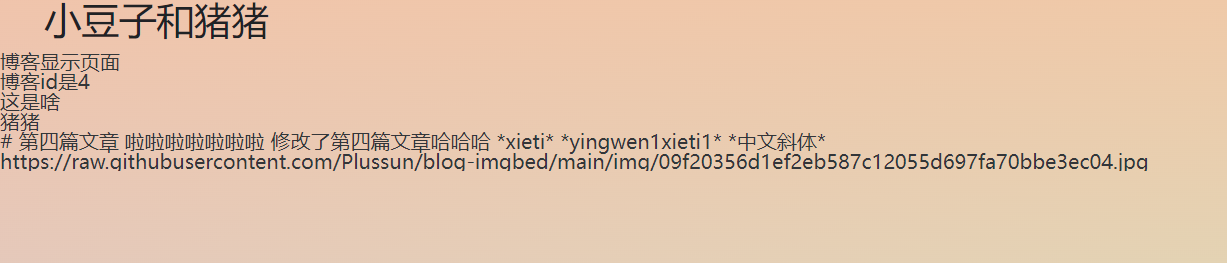 小豆子和猪猪
博客显示页面
博客id是4
这是啥
猪猪
# 第四篇文章 啦啦啦啦啦啦啦 修改了第四篇文章哈哈哈 *xieti* *yingwen1xieti1* *中文斜体*
https://raw.githubusercontent.com/Plussun/blog-imgbed/main/img/09f20356d1ef2eb587c12055d697fa70bbe3ec04.jpg